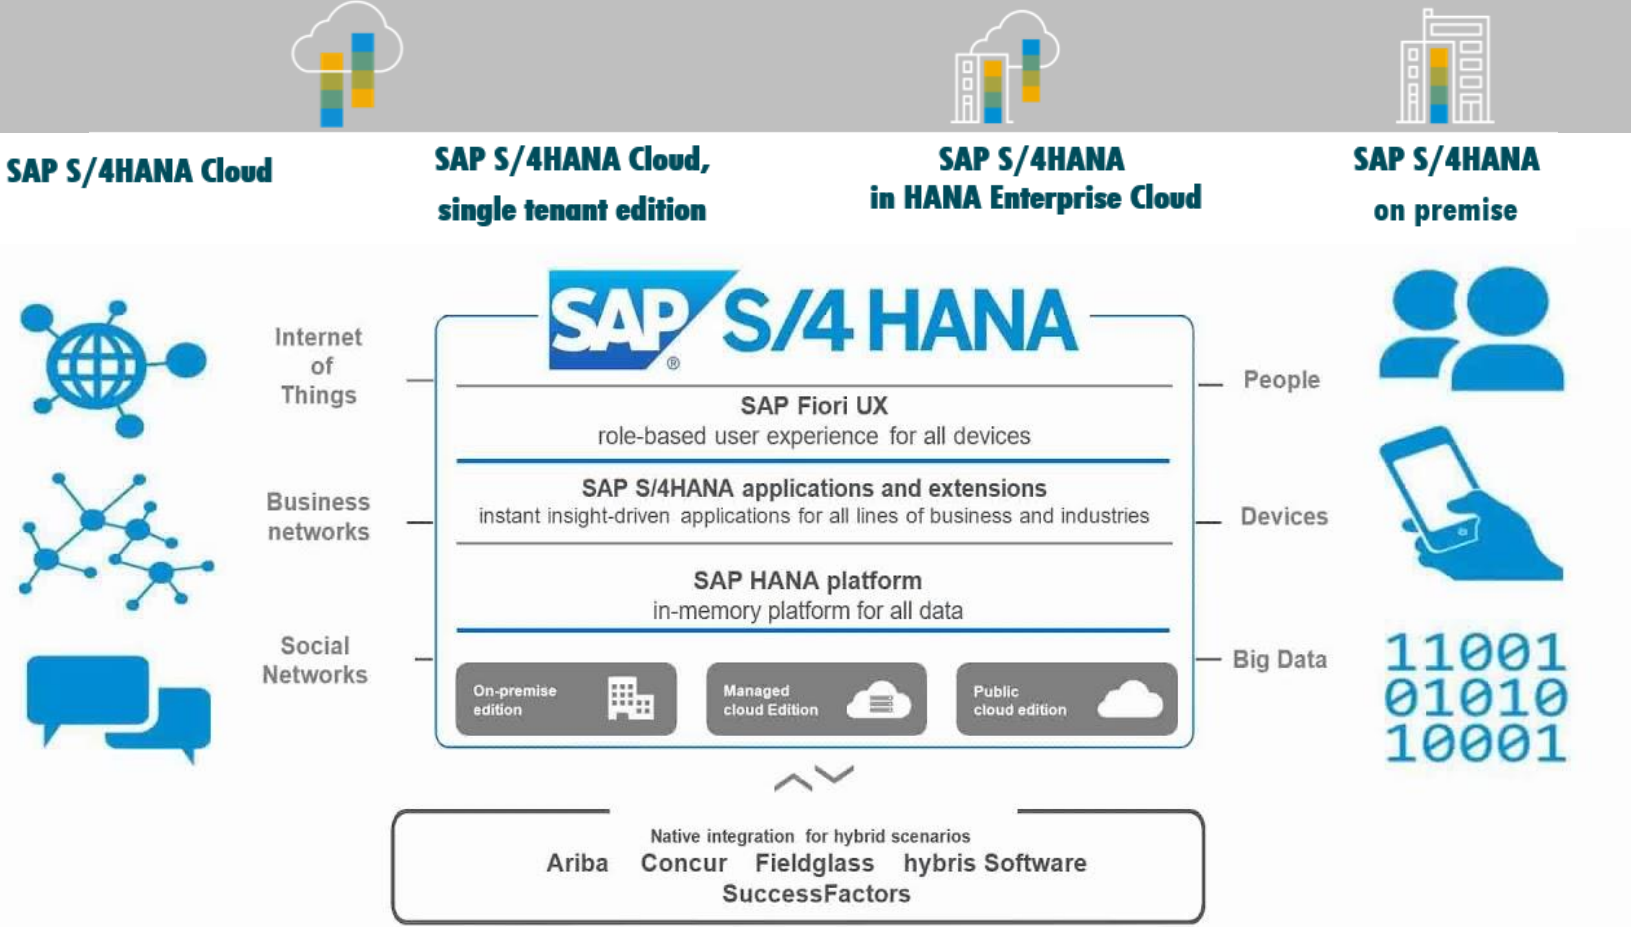 SAP S/4HANA Cloud
SAP S/4HANA Cloud,
single tenant edition
SAP S/4HANA
in HANA Enterprise Cloud
SAP S/4HANA
on premise
SAP® S/4 HANA
Internet
of
Things
Business
networks
Social
Networks
SAP Fiori UX
role-based user experience for all devices
SAP S/4HANA applications and extensions
instant insight-driven applications for all lines of business and industries
SAP HANA platform
in-memory platform for all data
On-premise
edition
Managed
cloud Edition
Public
cloud edition
People
Devices
Big Data
11001
01010
10001
Native integration for hybrid scenarios
Ariba Concur Fieldglass hybris Software
SuccessFactors